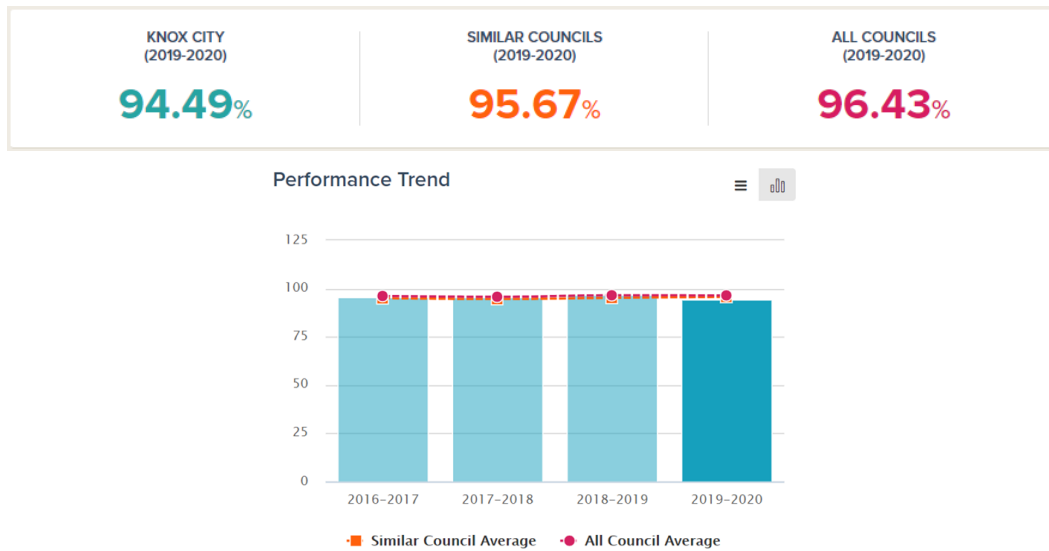 KNOX CITY
(2019-2020)
94.49%
SIMILAR COUNCILS
(2019-2020)
95.67%
ALL COUNCILS
(2019-2020)
96.43%
Performance Trend
125
100
75
50
25
0
2016-2017 2017-2018 2018-2019 2019-2020
Similar Council Average All Council Average